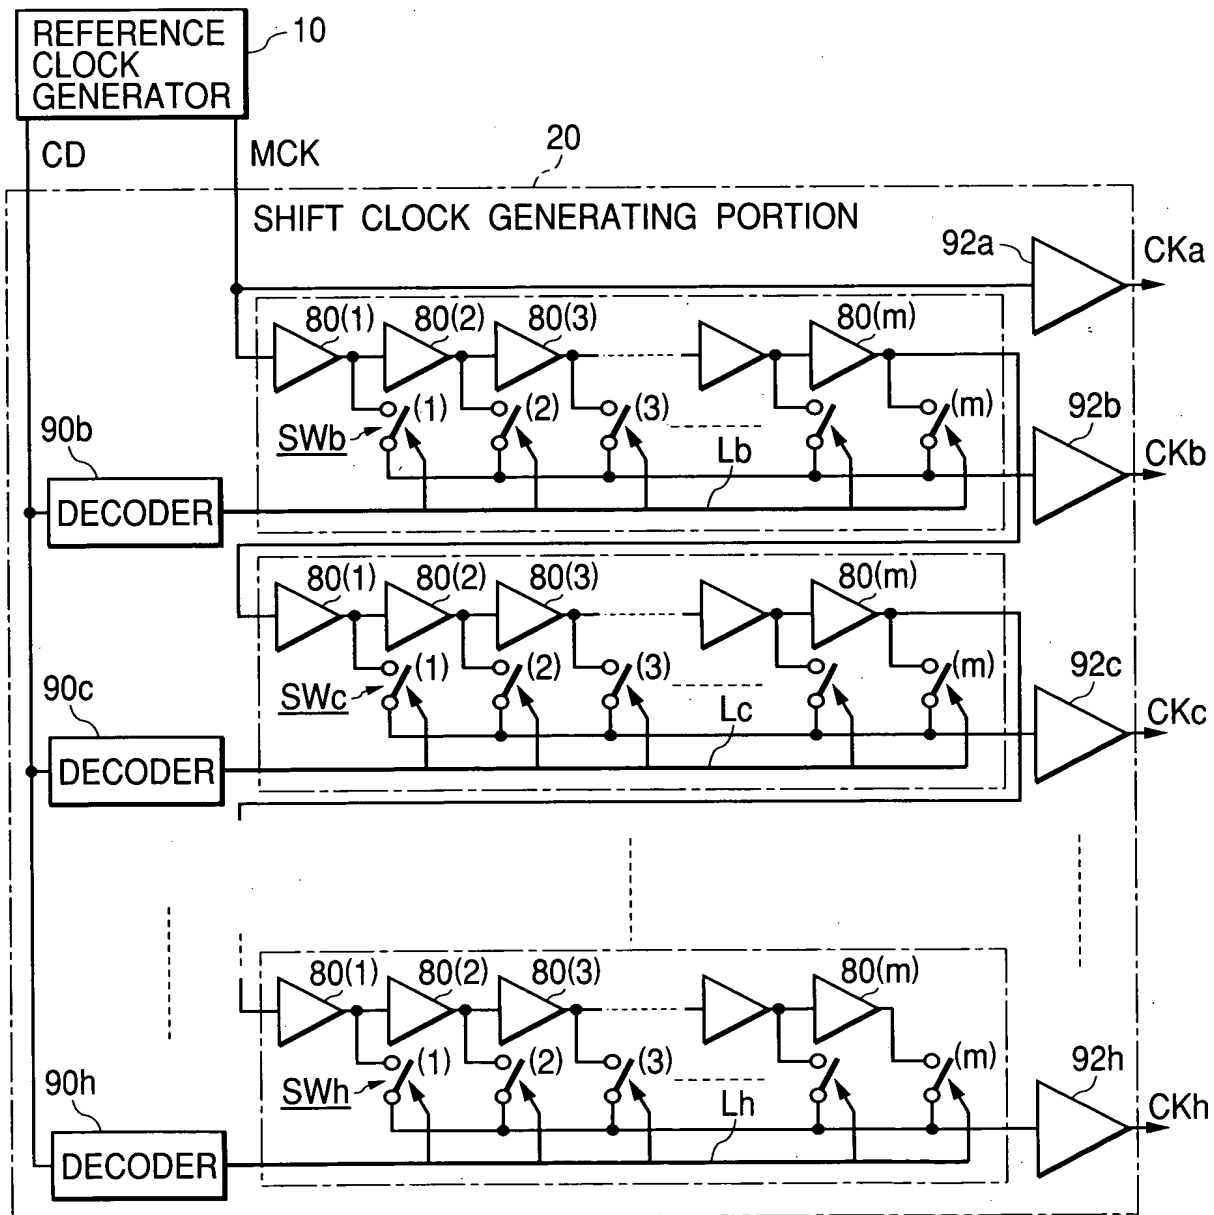 REFERENCE
CLOCK
GENERATOR
10
CD
MCK
20
SHIFT CLOCK GENERATING PORTION
92a
CKa
80(1)
80(2)
80(3)
80(m)
(1)
(2)
(3)
(m)
SWb
Lb
90b
DECODER
92b
CKb
80(1)
80(2)
80(3)
80(m)
(1)
(2)
(3)
(m)
SWc
Lc
90c
DECODER
92c
CKc
80(1)
80(2)
80(3)
80(m)
(1)
(2)
(3)
(m)
SWh
Lh
90h
DECODER
92h
CKh